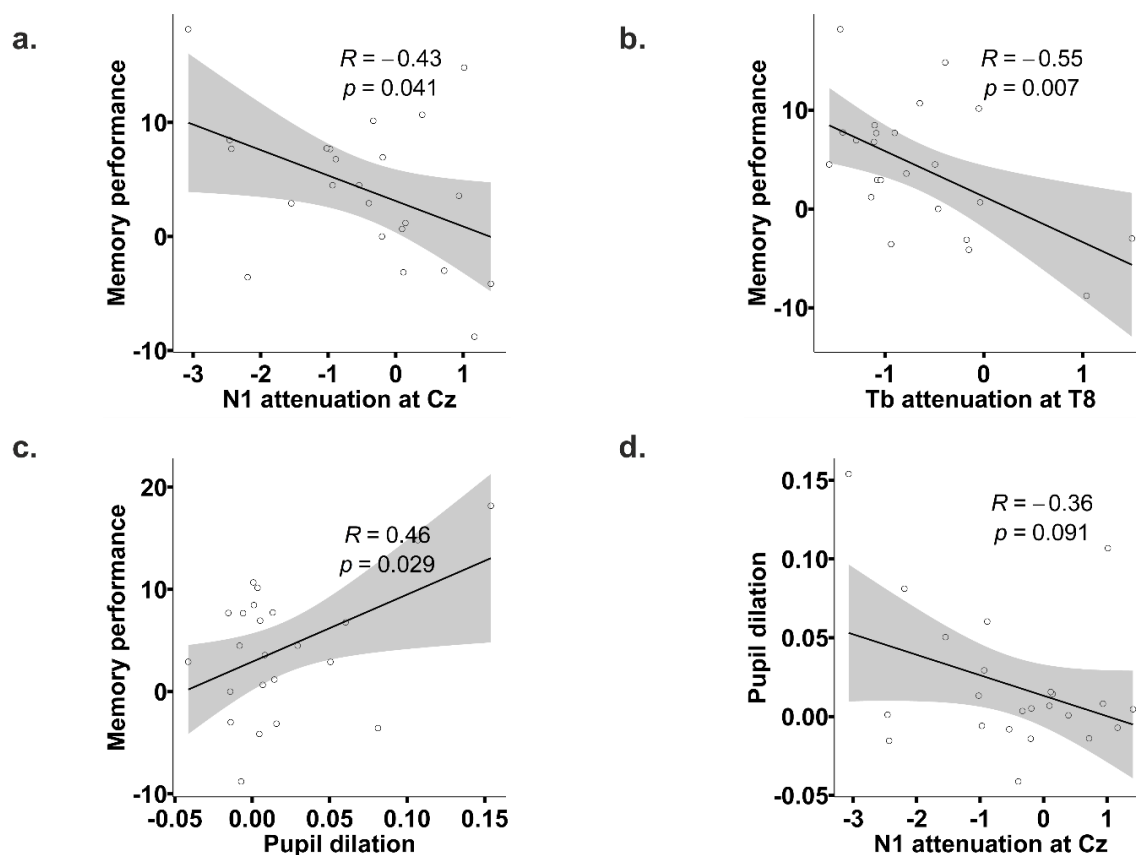 a.
R = −0.43
p = 0.041
Memory performance
10
0
-10
-3 -2 -1 0 1
N1 attenuation at Cz
b.
R = −0.55
p = 0.007
Memory performance
10
0
-10
-1 0 1
Tb attenuation at T8
c.
R = 0.46
p = 0.029
Memory performance
20
10
0
-10
-0.05 0.00 0.05 0.10 0.15
Pupil dilation
d.
R = −0.36
p = 0.091
Pupil dilation
0.15
0.10
0.05
0.00
-0.05
-3 -2 -1 0 1
N1 attenuation at Cz